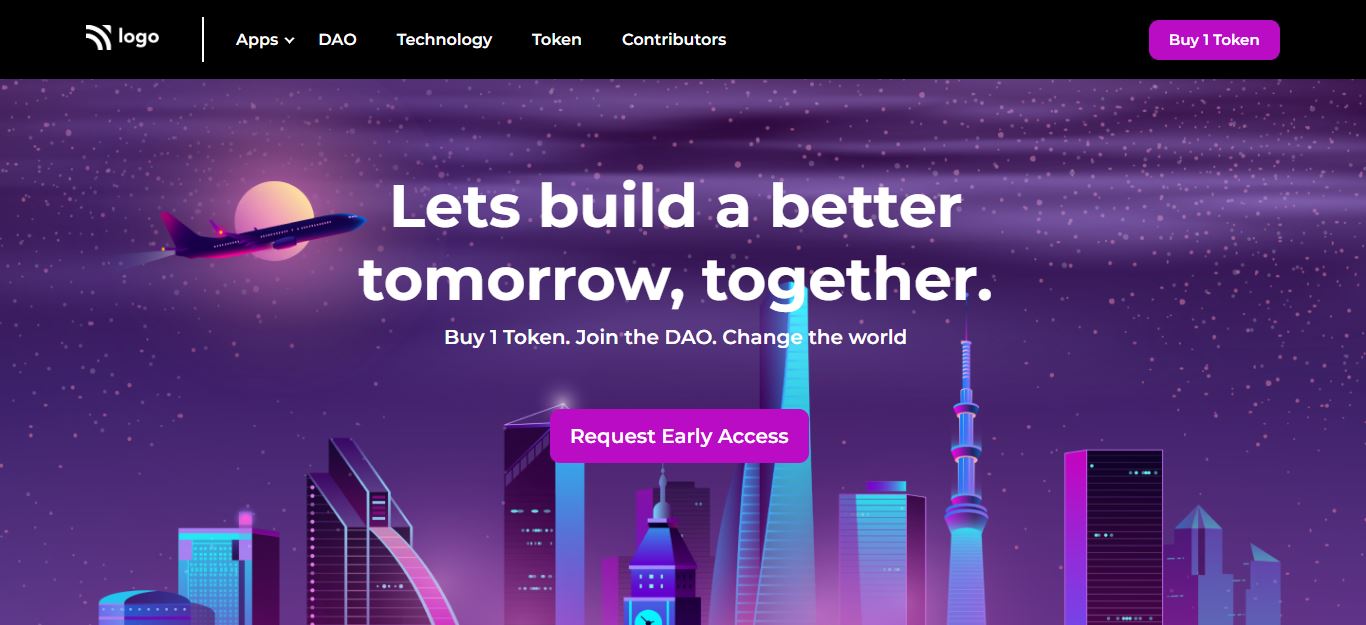 logo
Apps
DAO
Technology
Token
Contributors
Buy 1 Token
Lets build a better
tomorrow, together.
Buy 1 Token. Join the DAO. Change the world
Request Early Access